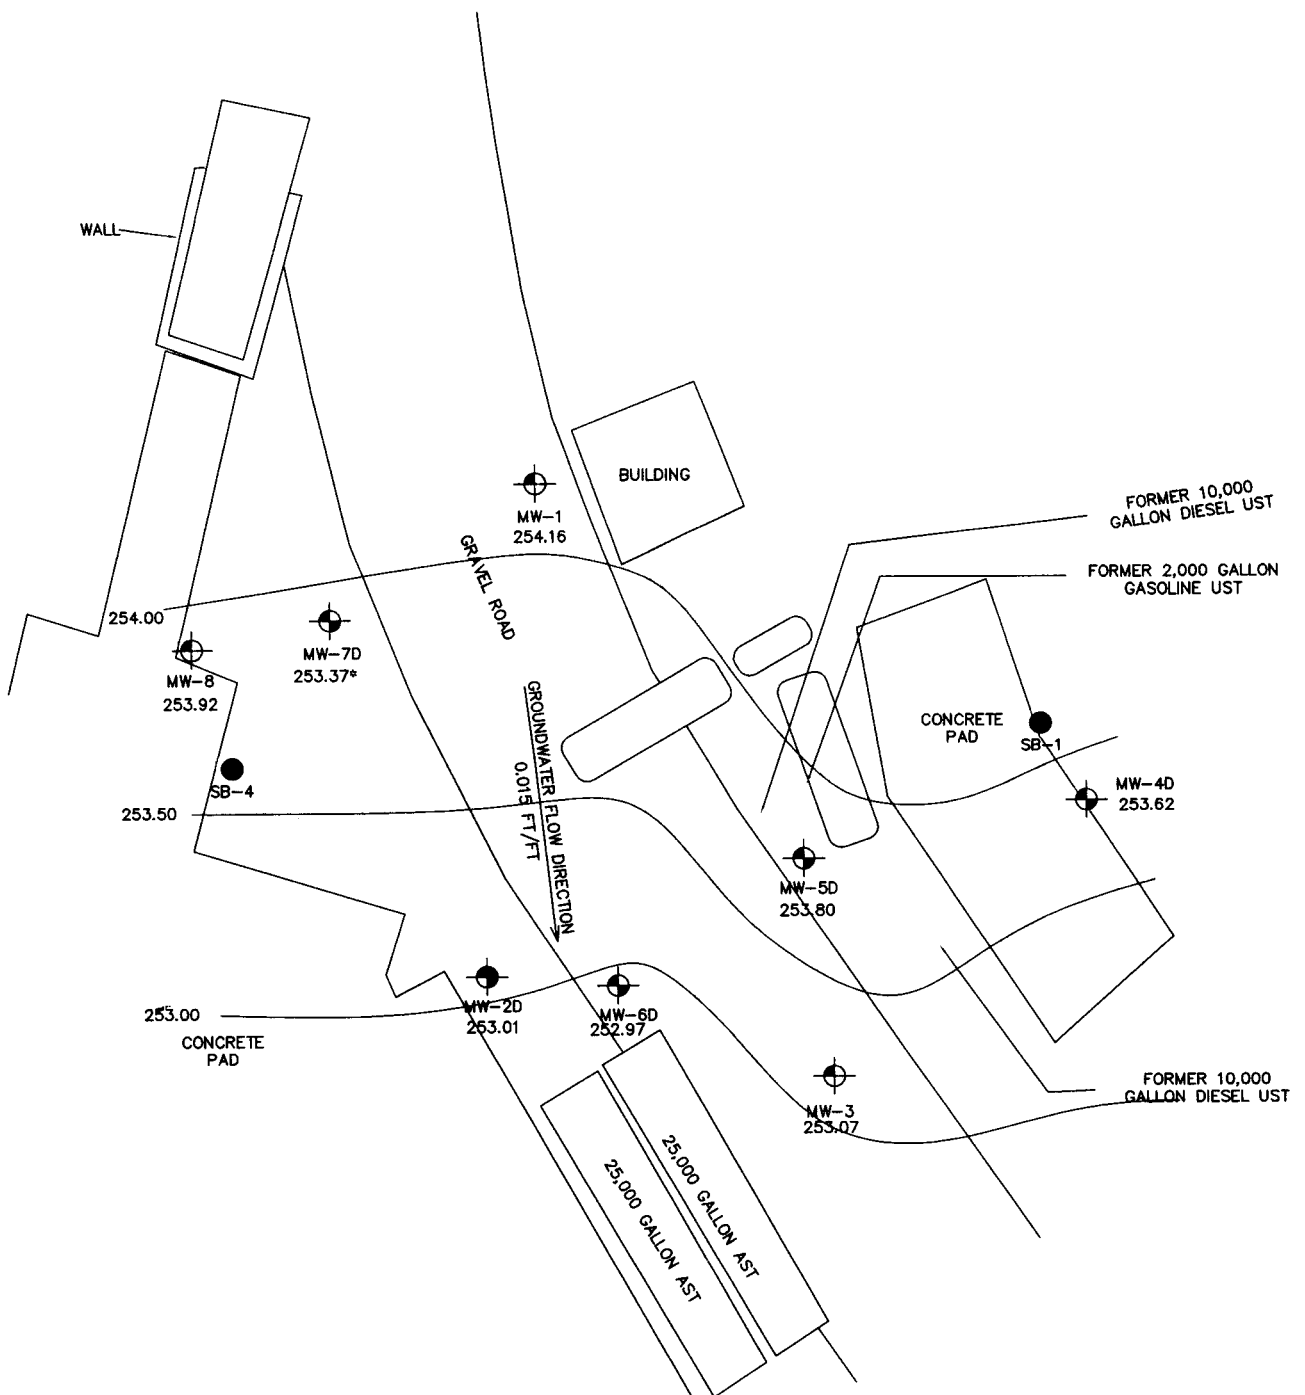 WALL
BUILDING
MW-1
254.16
GRAVEL ROAD
FORMER 10,000
GALLON DIESEL UST
FORMER 2,000 GALLON
GASOLINE UST
254.00
MW-7D
253.37*
MW-8
253.92
GROUNDWATER FLOW DIRECTION
0.015 FT/FT
CONCRETE
PAD
SB-1
SB-4
MW-4D
253.62
253.50
MW-5D
253.80
MW-2D
253.01
MW-6D
252.97
253.00
CONCRETE
PAD
MW-3
253.07
FORMER 10,000
GALLON DIESEL UST
25,000 GALLON AST
25,000 GALLON AST